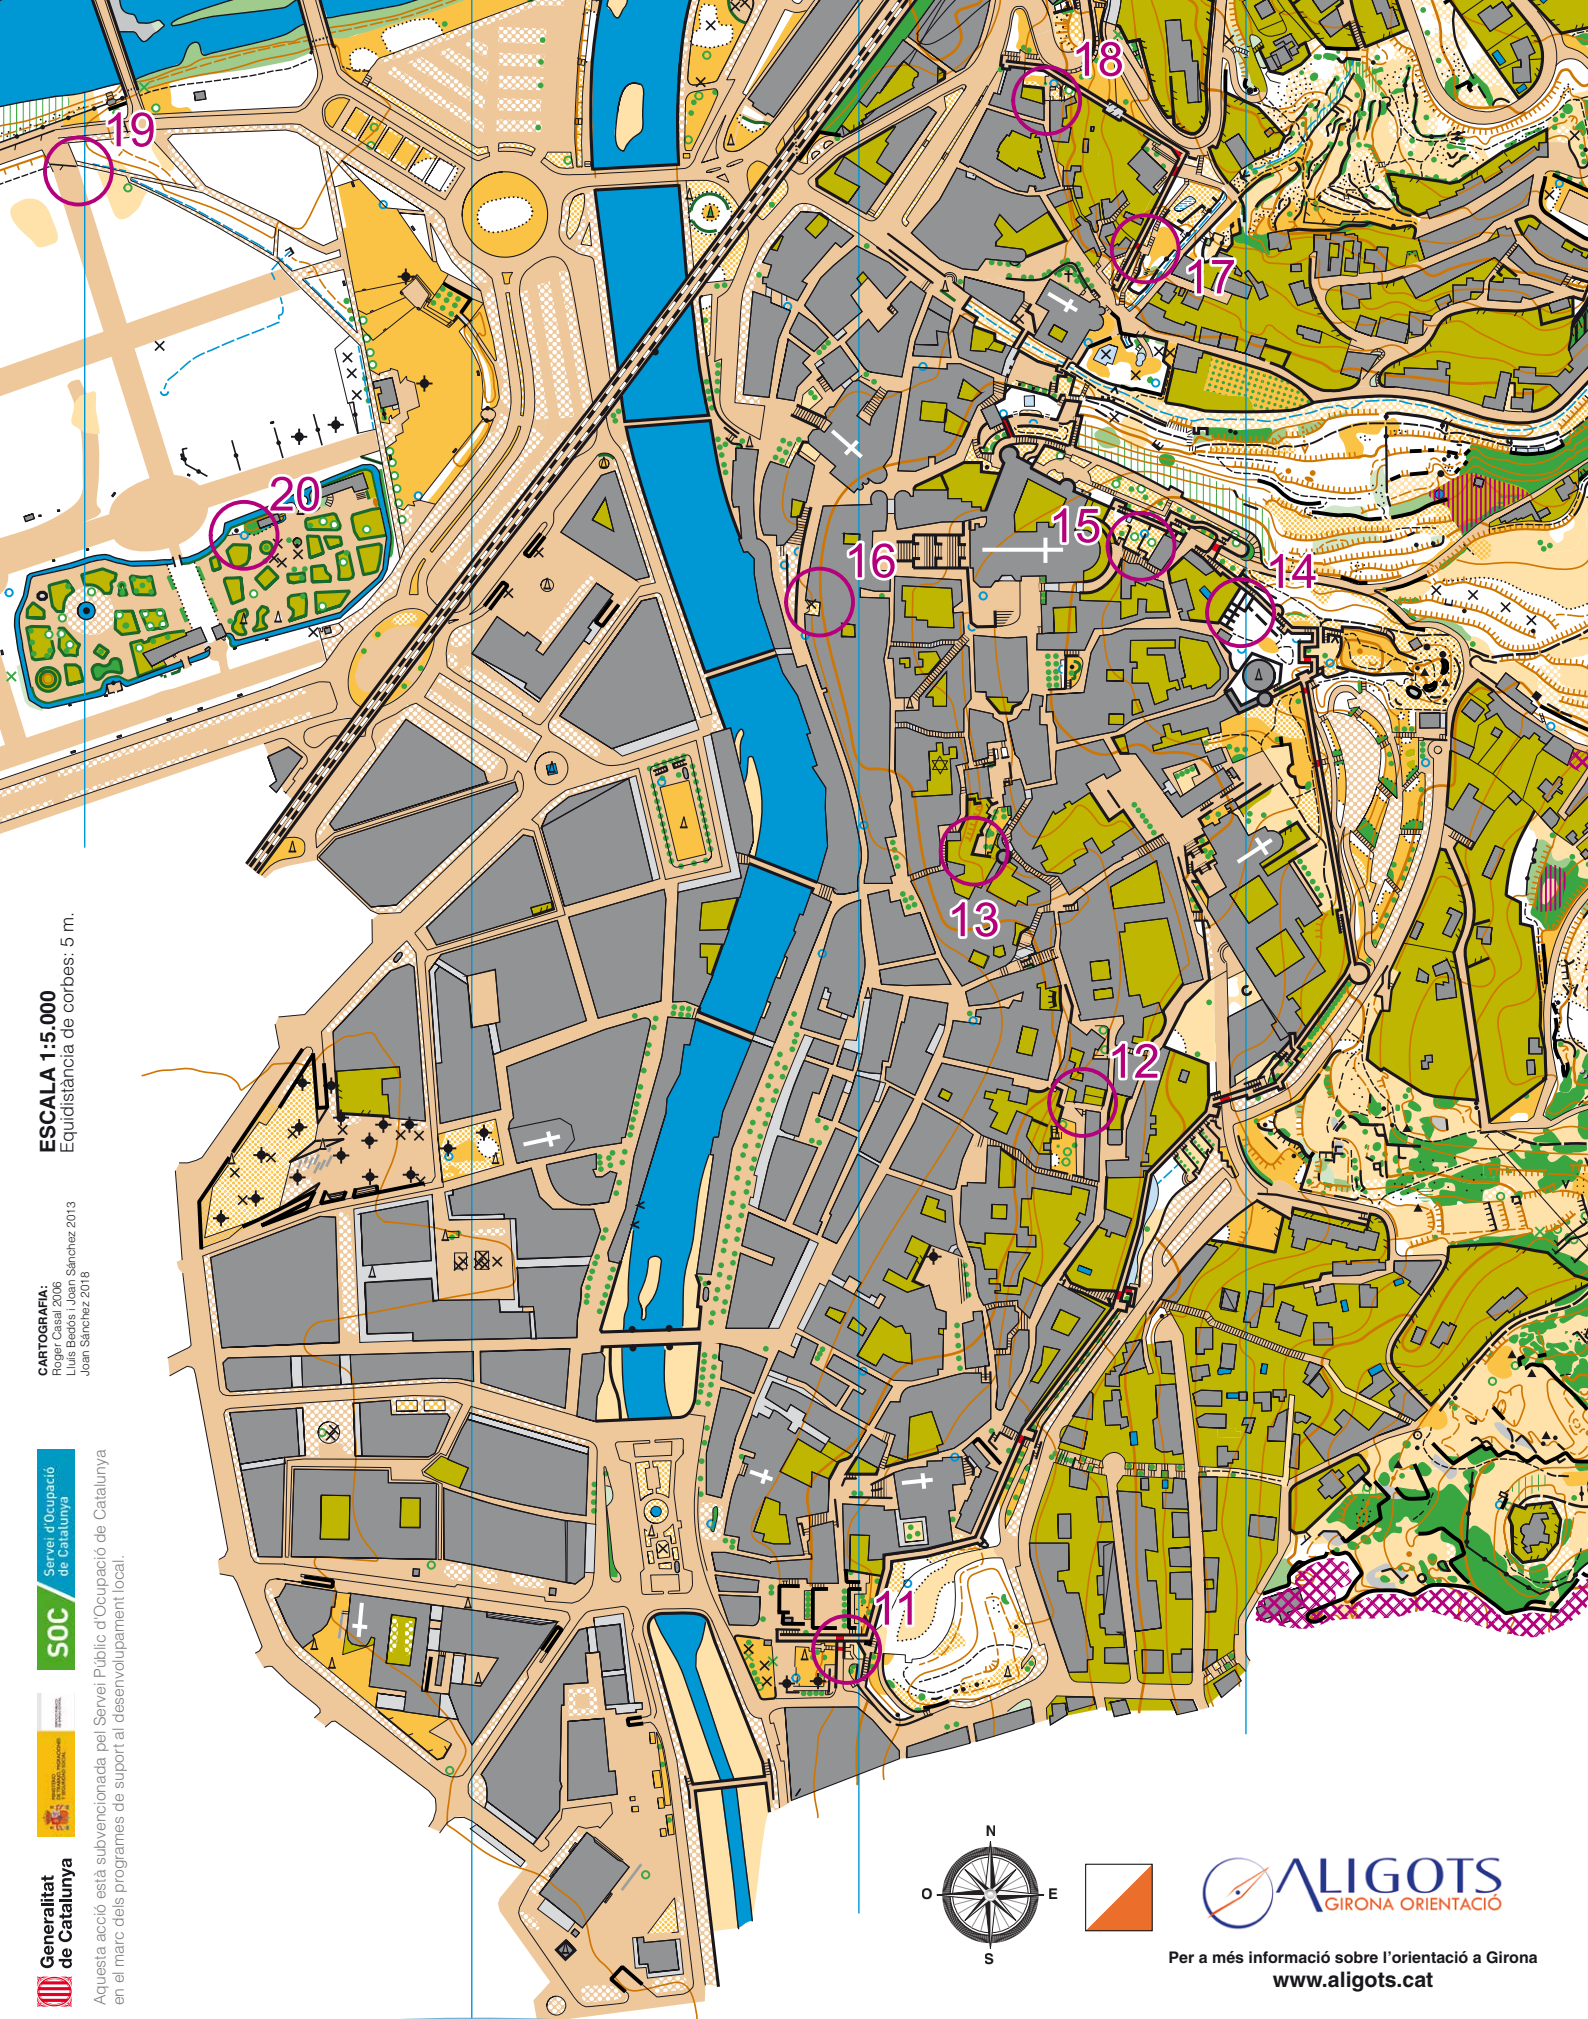 18
19
17
20
15
14
16
13
12
11
ESCALA 1:5.000
Equidistància de corbes: 5 m.
CARTOGRAFIA:
Roger Casal 2006
Lluís Bedós i Joan Sánchez 2013
Joan Sánchez 2018
SOC
Servei d'Ocupació
de Catalunya
Generalitat
de Catalunya
Aquesta acció està subvencionada pel Servei Públic d'Ocupació de Catalunya
en el marc dels programes de suport al desenvolupament local.
N
O
E
S
ALIGOTS
GIRONA ORIENTACIÓ
Per a més informació sobre l'orientació a Girona
www.aligots.cat